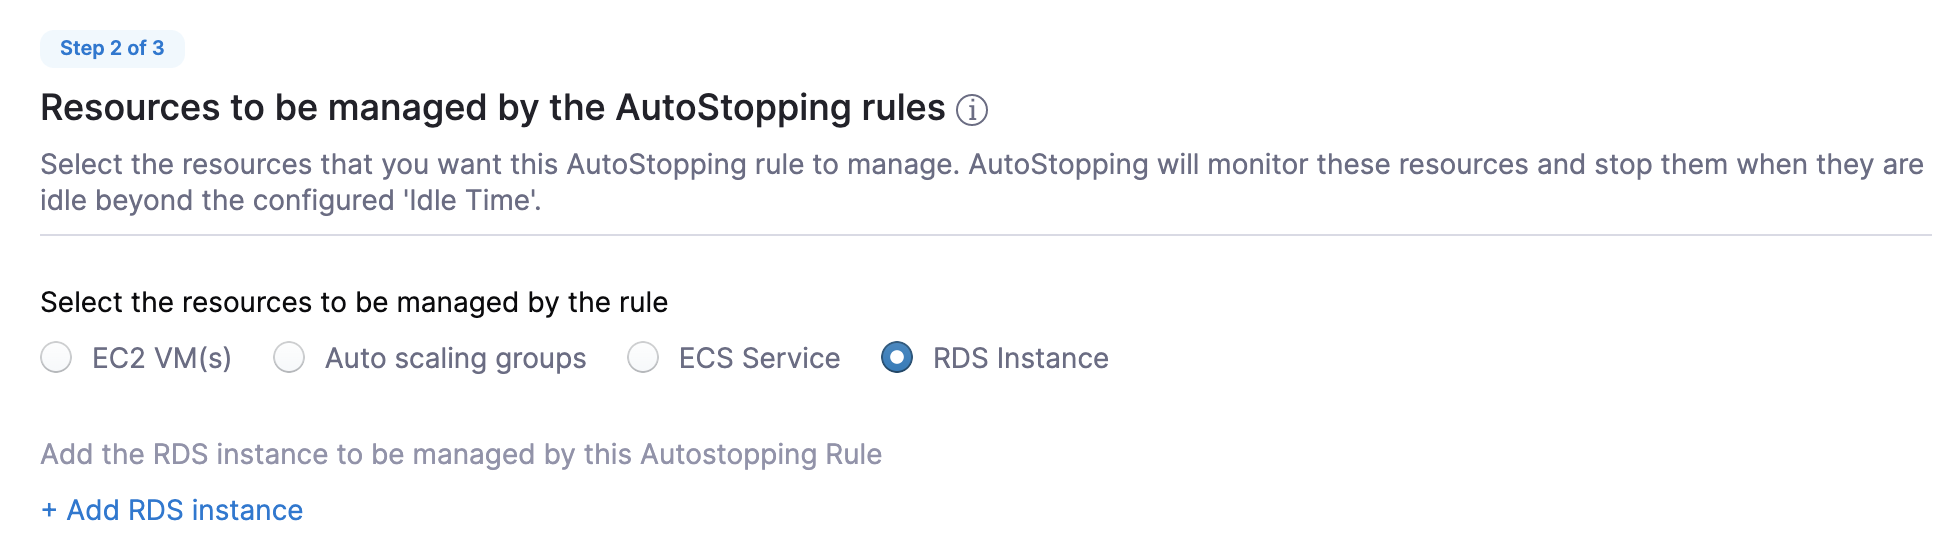 Step 2 of 3
Resources to be managed by the AutoStopping rules
Select the resources that you want this AutoStopping rule to manage. AutoStopping will monitor these resources and stop them when they are
idle beyond the configured 'Idle Time'.
Select the resources to be managed by the rule
EC2 VM(s) Auto scaling groups ECS Service RDS Instance
Add the RDS instance to be managed by this Autostopping Rule
+ Add RDS instance